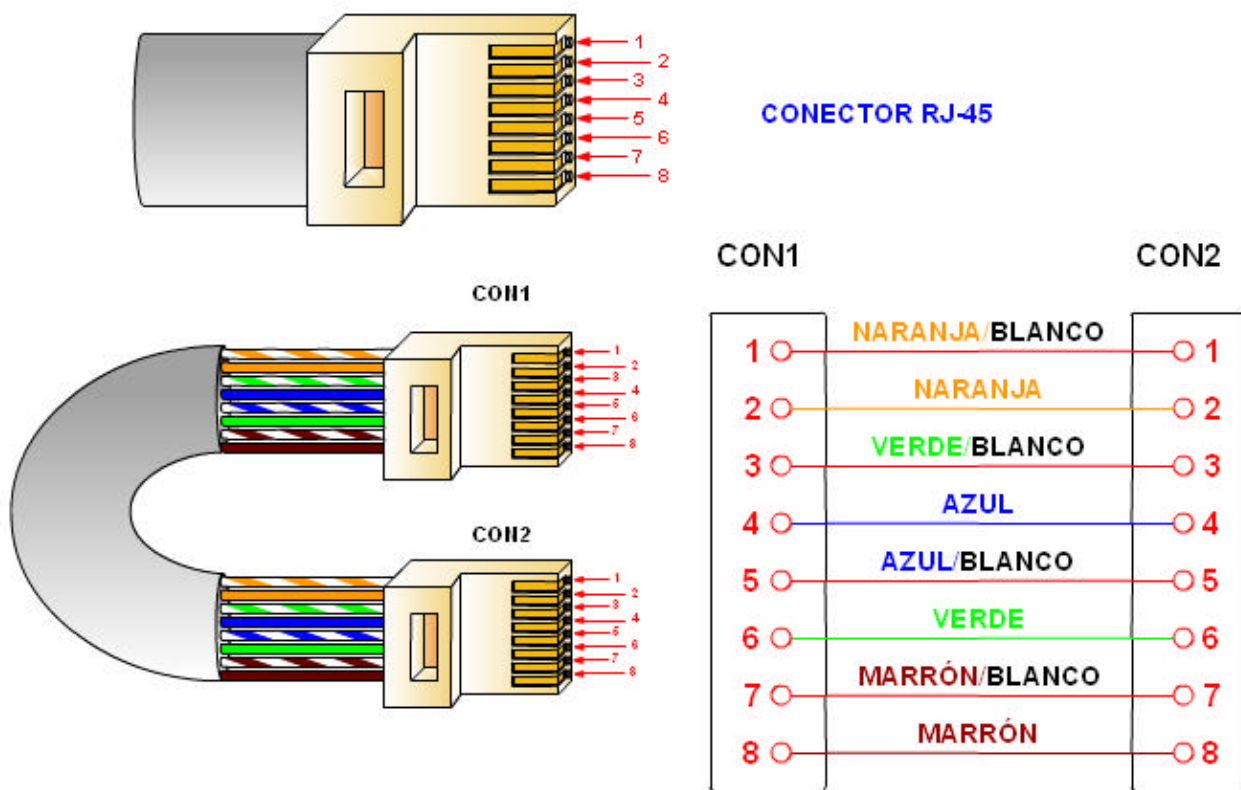 1
2
3
4
5
6
7
8
CONECTOR RJ-45
CON1
1
2
3
4
5
6
7
8
CON2
1
2
3
4
5
6
7
8
CON1 CON2
1 NARANJA/BLANCO 1
2 NARANJA 2
3 VERDE/BLANCO 3
4 AZUL 4
5 AZUL/BLANCO 5
6 VERDE 6
7 MARRÓN/BLANCO 7
8 MARRÓN 8